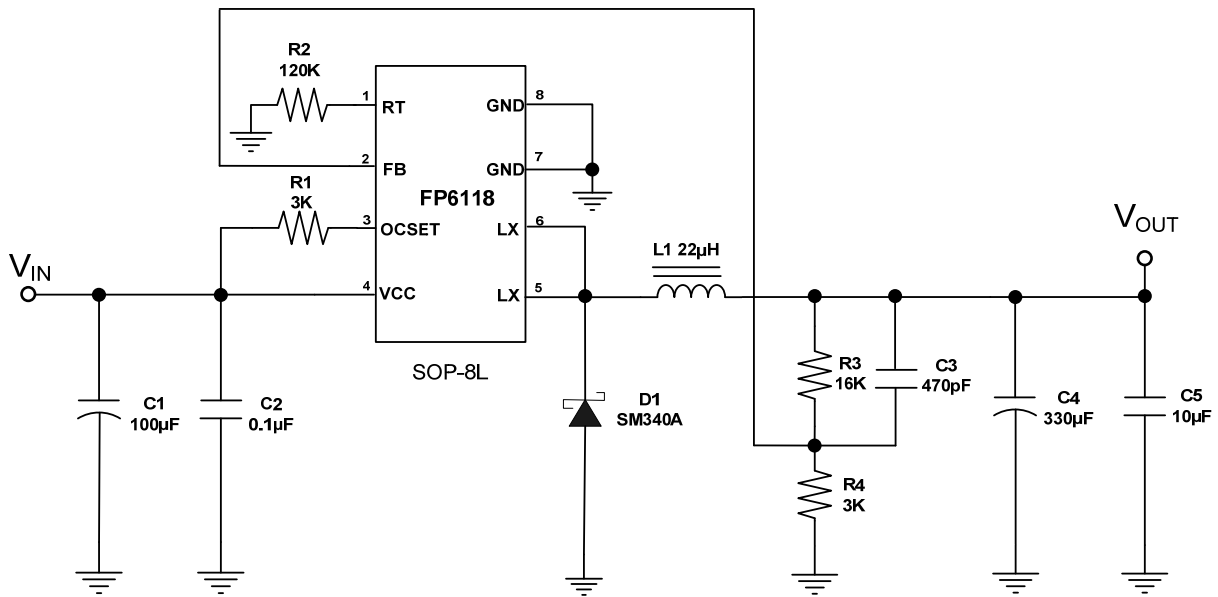 R2
120K
1
RT
GND
8
2
FB
GND
7
R1
3K
FP6118
3
OCSET
LX
6
VIN
4
VCC
LX
5
L1 22µH
VOUT
SOP-8L
C1
100µF
C2
0.1µF
D1
SM340A
R3
16K
C3
470pF
C4
330µF
C5
10µF
R4
3K